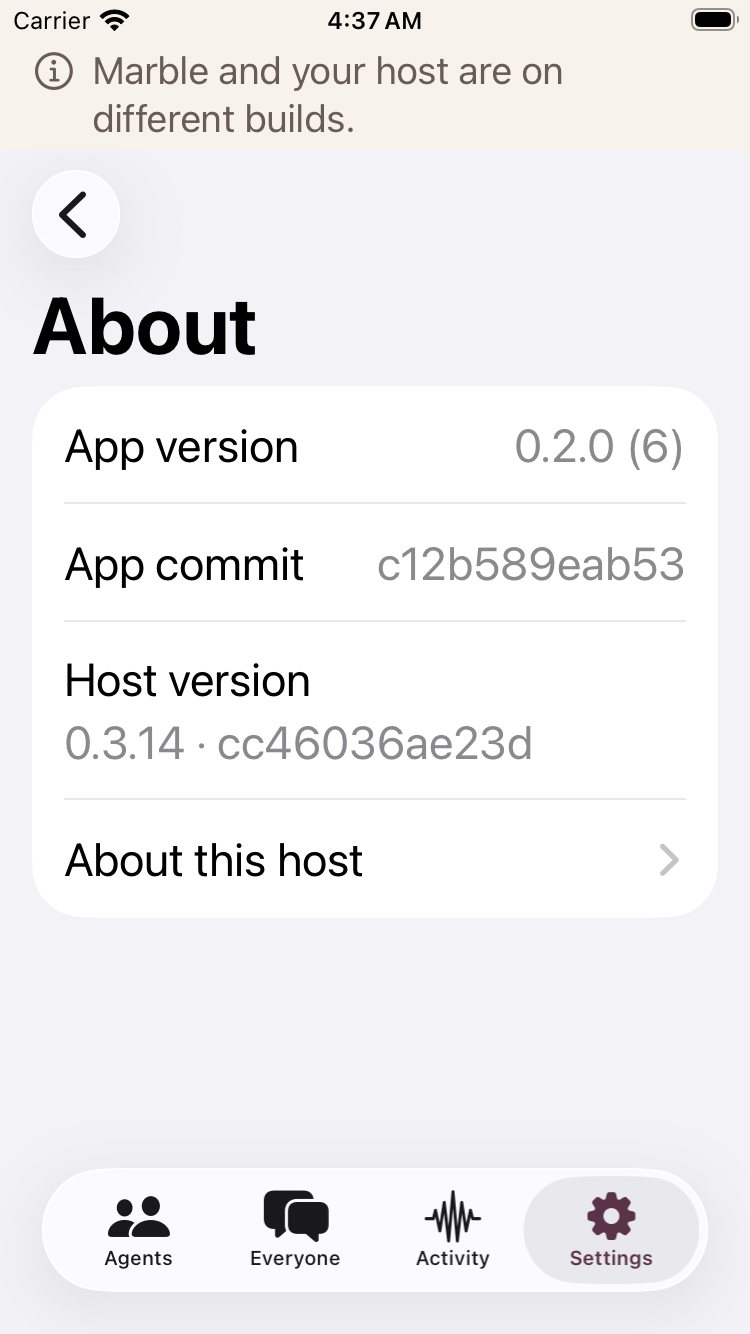 Carrier 4:37 AM
Marble and your host are on
different builds.
About
App version 0.2.0 (6)
App commit c12b589eab53
Host version
0.3.14 · cc46036ae23d
About this host
Agents Everyone Activity Settings